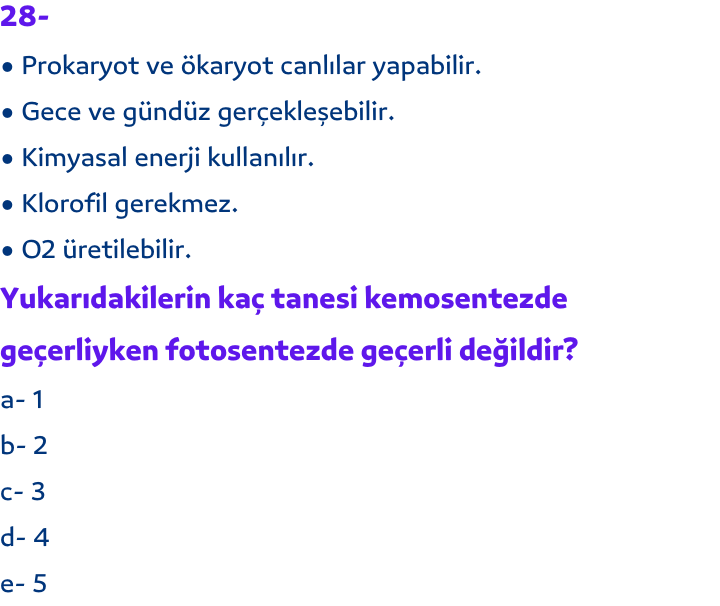 28-
• Prokaryot ve ökaryot canlılar yapabilir.
• Gece ve gündüz gerçekleşebilir.
• Kimyasal enerji kullanılır.
• Klorofil gerekmez.
• O2 üretilebilir.
Yukarıdakilerin kaç tanesi kemosentezde
geçerliyken fotosentezde geçerli değildir?
a- 1
b- 2
c- 3
d- 4
e- 5